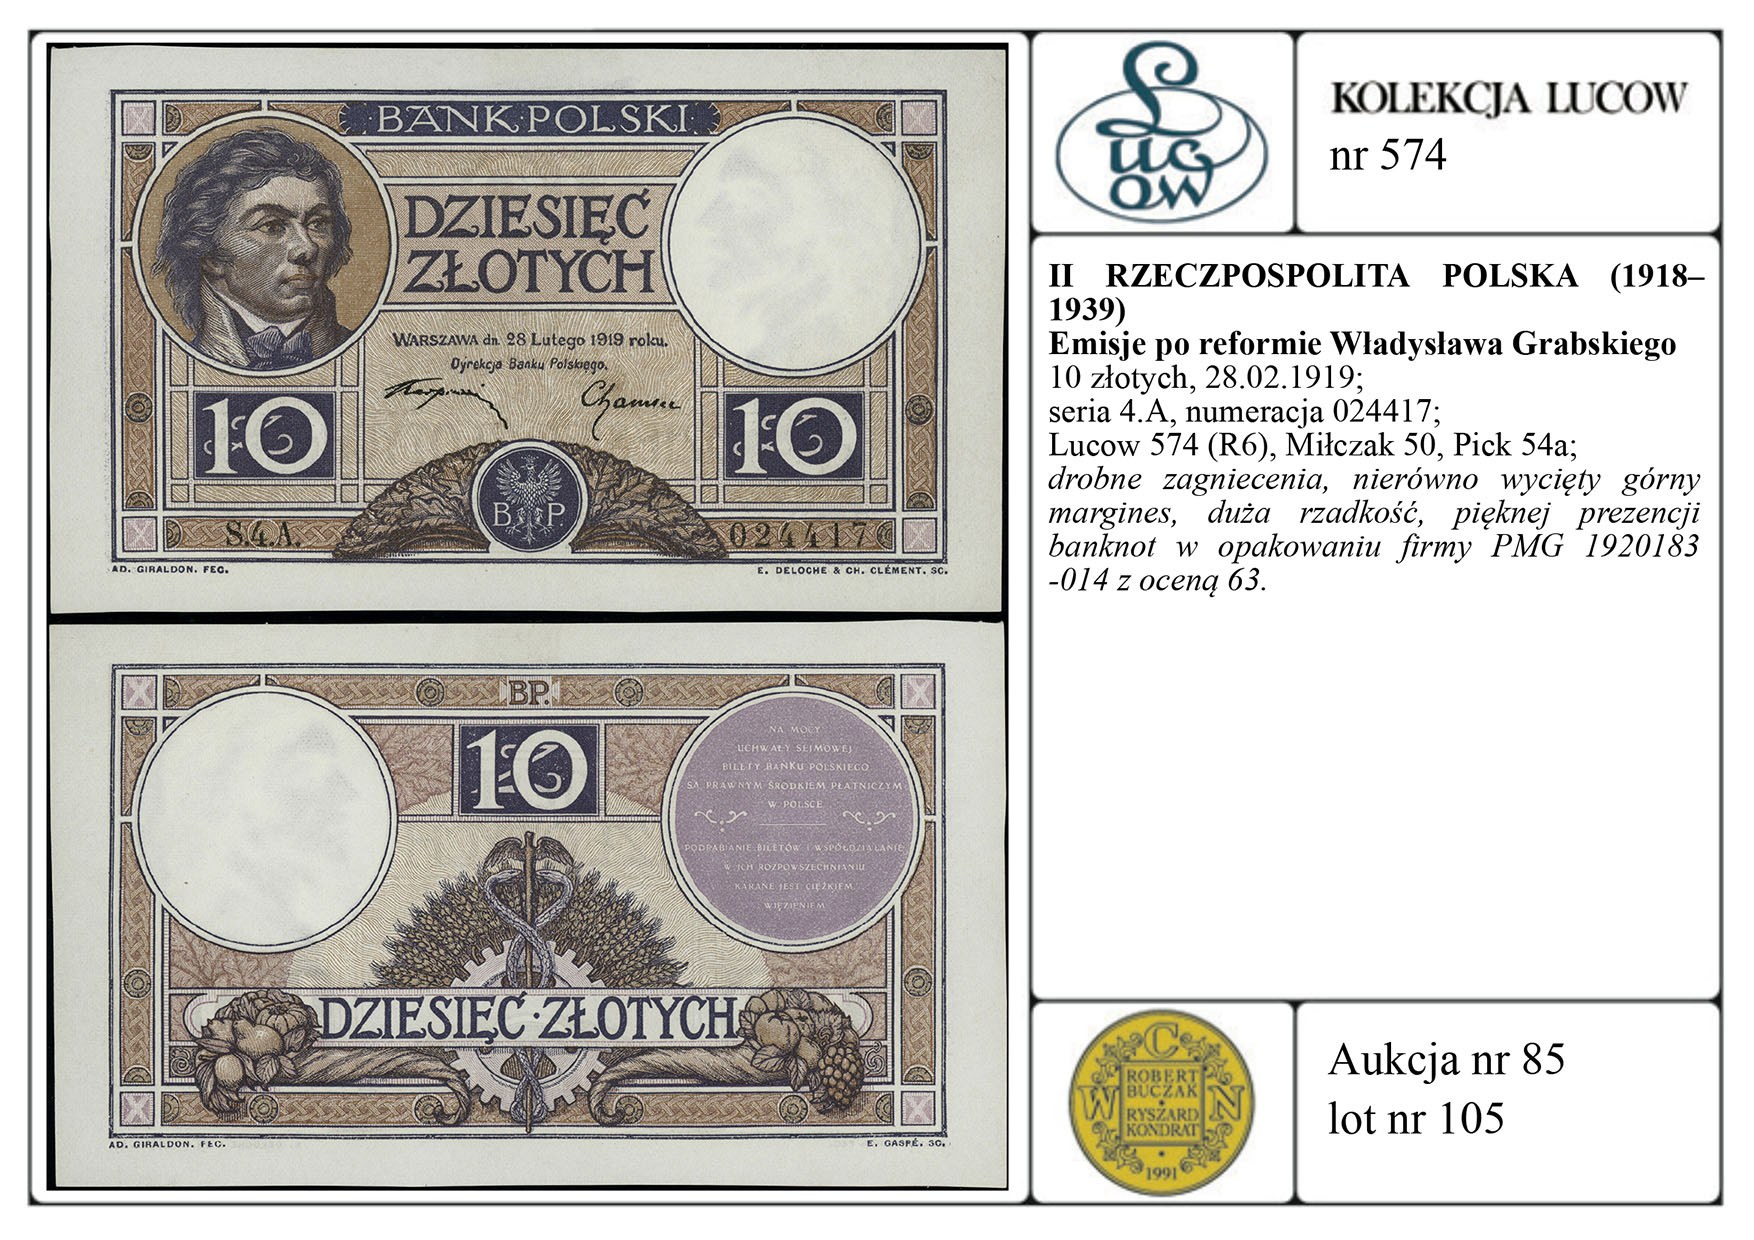 BANK·POLSKI
DZIESIĘĆ
ZŁOTYCH
WARSZAWA dn. 28 Lutego 1919 roku.
Dyrekcja Banku Polskiego.
10
10
B P.
S.4.A.
024417
AD. GIRALDON. FEC.
E. DELOCHE & CH. CLÉMENT. SC.
BP.
X
X
10
NA MOCY
UCHWAŁY SEJMOWEJ
BILETY BANKU POLSKIEGO
SĄ PRAWNYM ŚRODKIEM PŁATNICZYM
W POLSCE
PODRABIANIE BILETÓW I WSPÓŁDZIAŁANIE
W ICH ROZPOWSZECHNIANIU
KARANE JEST CIĘŻKIEM
WIĘZIENIEM
DZIESIĘĆ·ZŁOTYCH
X
X
AD. GIRALDON. FEC.
E. GASPÉ. SC.
Lucow
KOLEKCJA LUCOW
nr 574
II RZECZPOSPOLITA POLSKA (1918–
1939)
Emisje po reformie Władysława Grabskiego
10 złotych, 28.02.1919;
seria 4.A, numeracja 024417;
Lucow 574 (R6), Miłczak 50, Pick 54a;
drobne zagniecenia, nierówno wycięty górny
margines, duża rzadkość, pięknej prezencji
banknot w opakowaniu firmy PMG 1920183
-014 z oceną 63.
W C N
ROBERT
BUCZAK
RYSZARD
KONDRAT
1991
Aukcja nr 85
lot nr 105